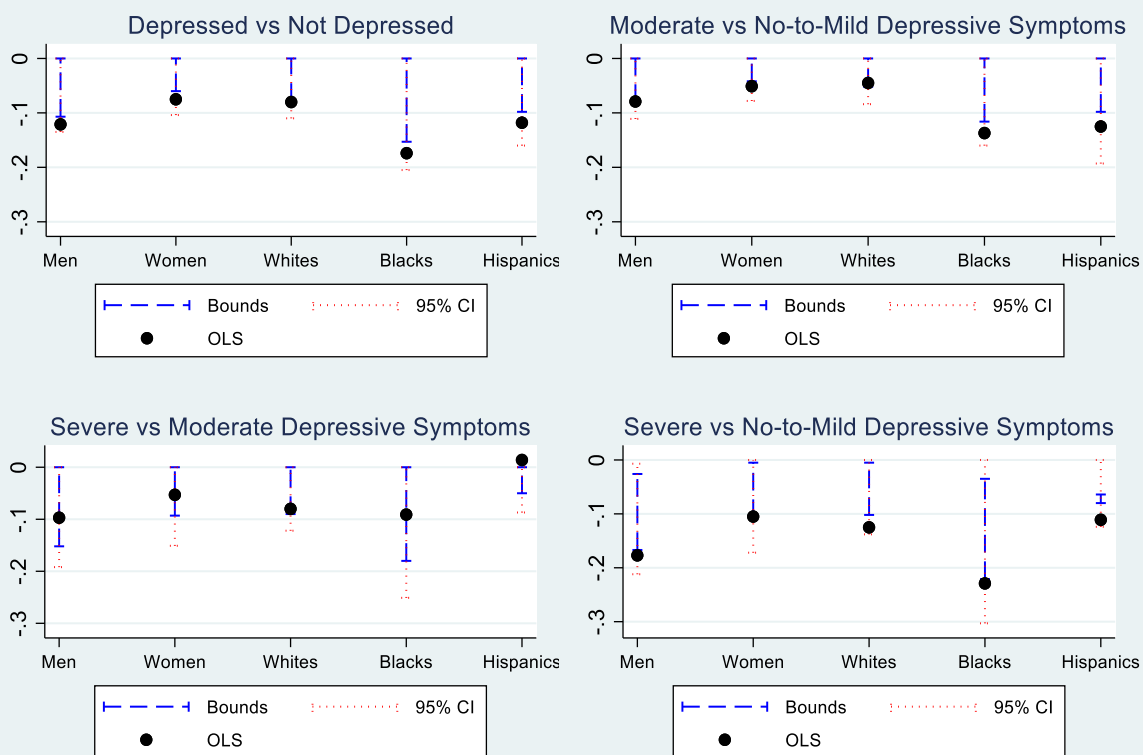 Depressed vs Not Depressed
0
-.1
-.2
-.3
Men Women Whites Blacks Hispanics
Bounds 95% CI
OLS
Moderate vs No-to-Mild Depressive Symptoms
0
-.1
-.2
-.3
Men Women Whites Blacks Hispanics
Bounds 95% CI
OLS
Severe vs Moderate Depressive Symptoms
0
-.1
-.2
-.3
Men Women Whites Blacks Hispanics
Bounds 95% CI
OLS
Severe vs No-to-Mild Depressive Symptoms
0
-.1
-.2
-.3
Men Women Whites Blacks Hispanics
Bounds 95% CI
OLS